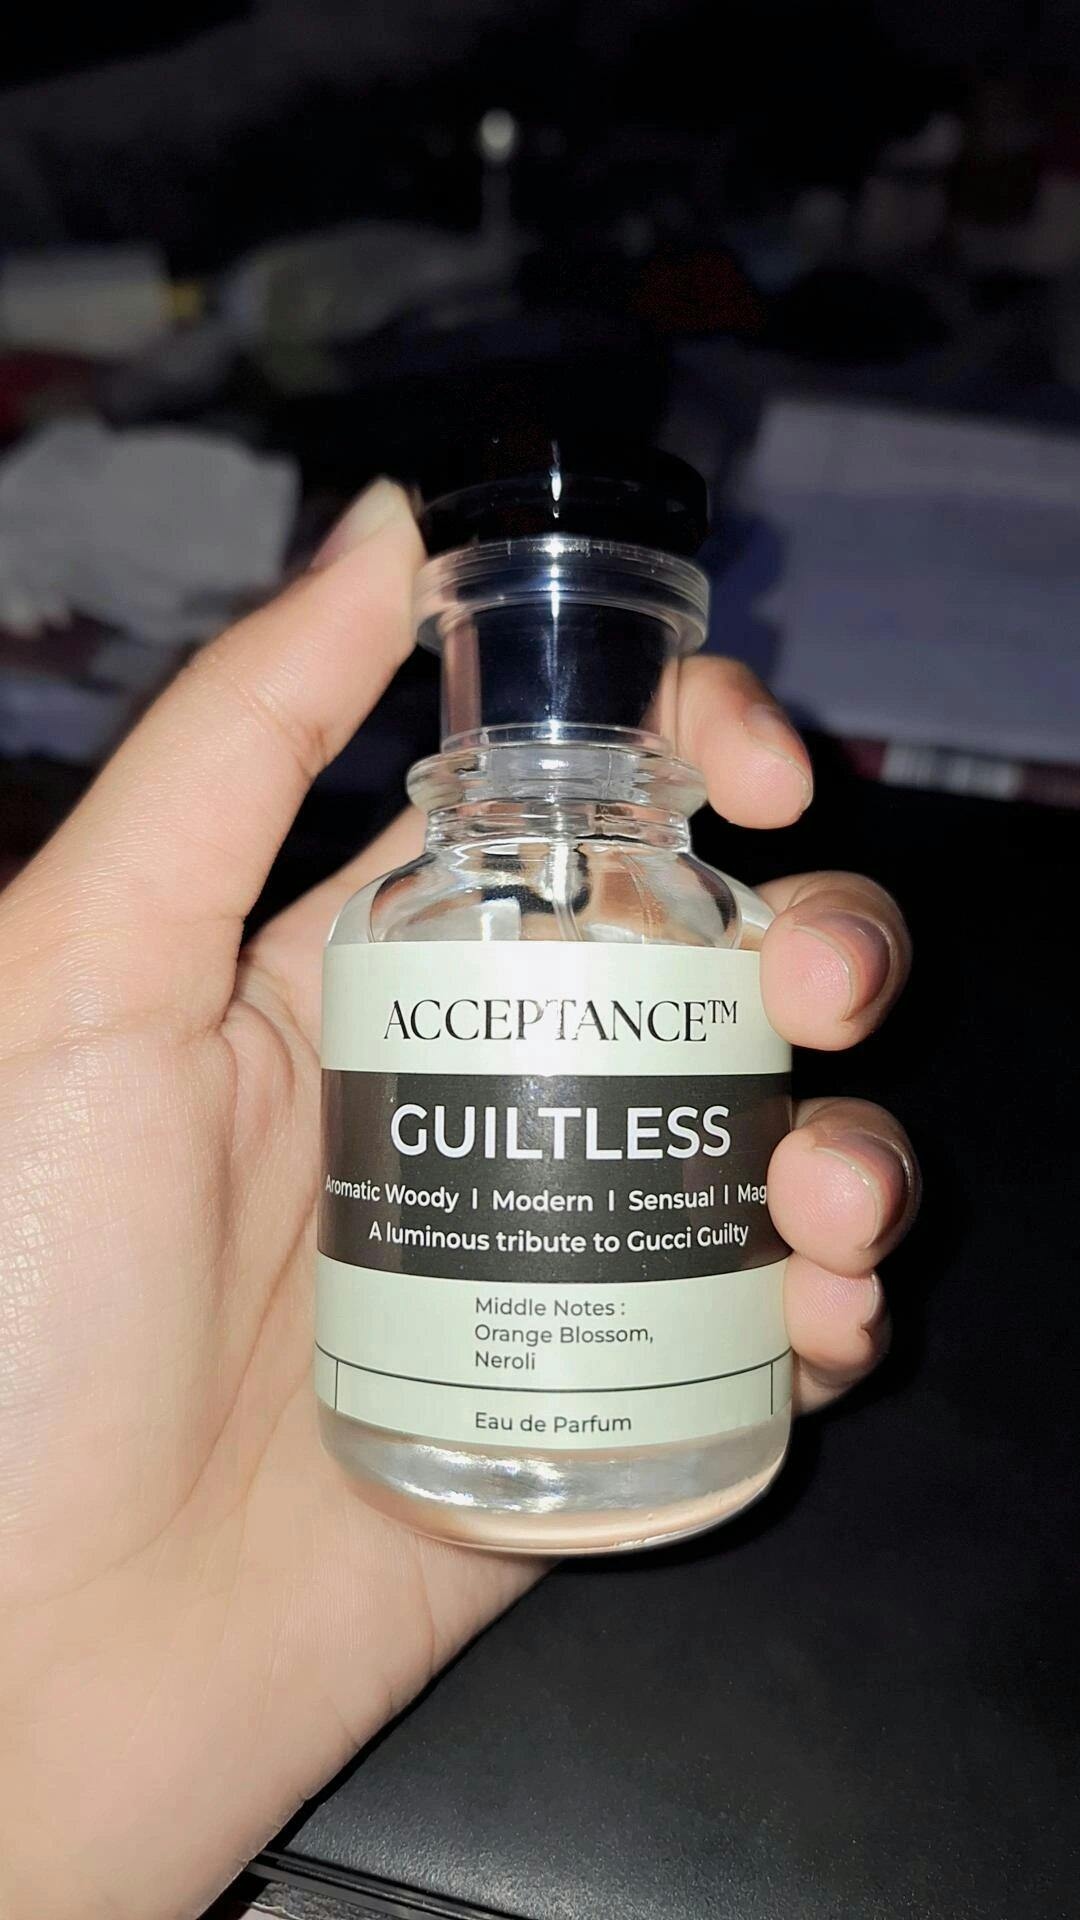 ACCEPTANCE™
GUILTLESS
Aromatic Woody | Modern | Sensual |
A luminous tribute to Gucci Guilty
Middle Notes :
Orange Blossom,
Neroli
Eau de Parfum